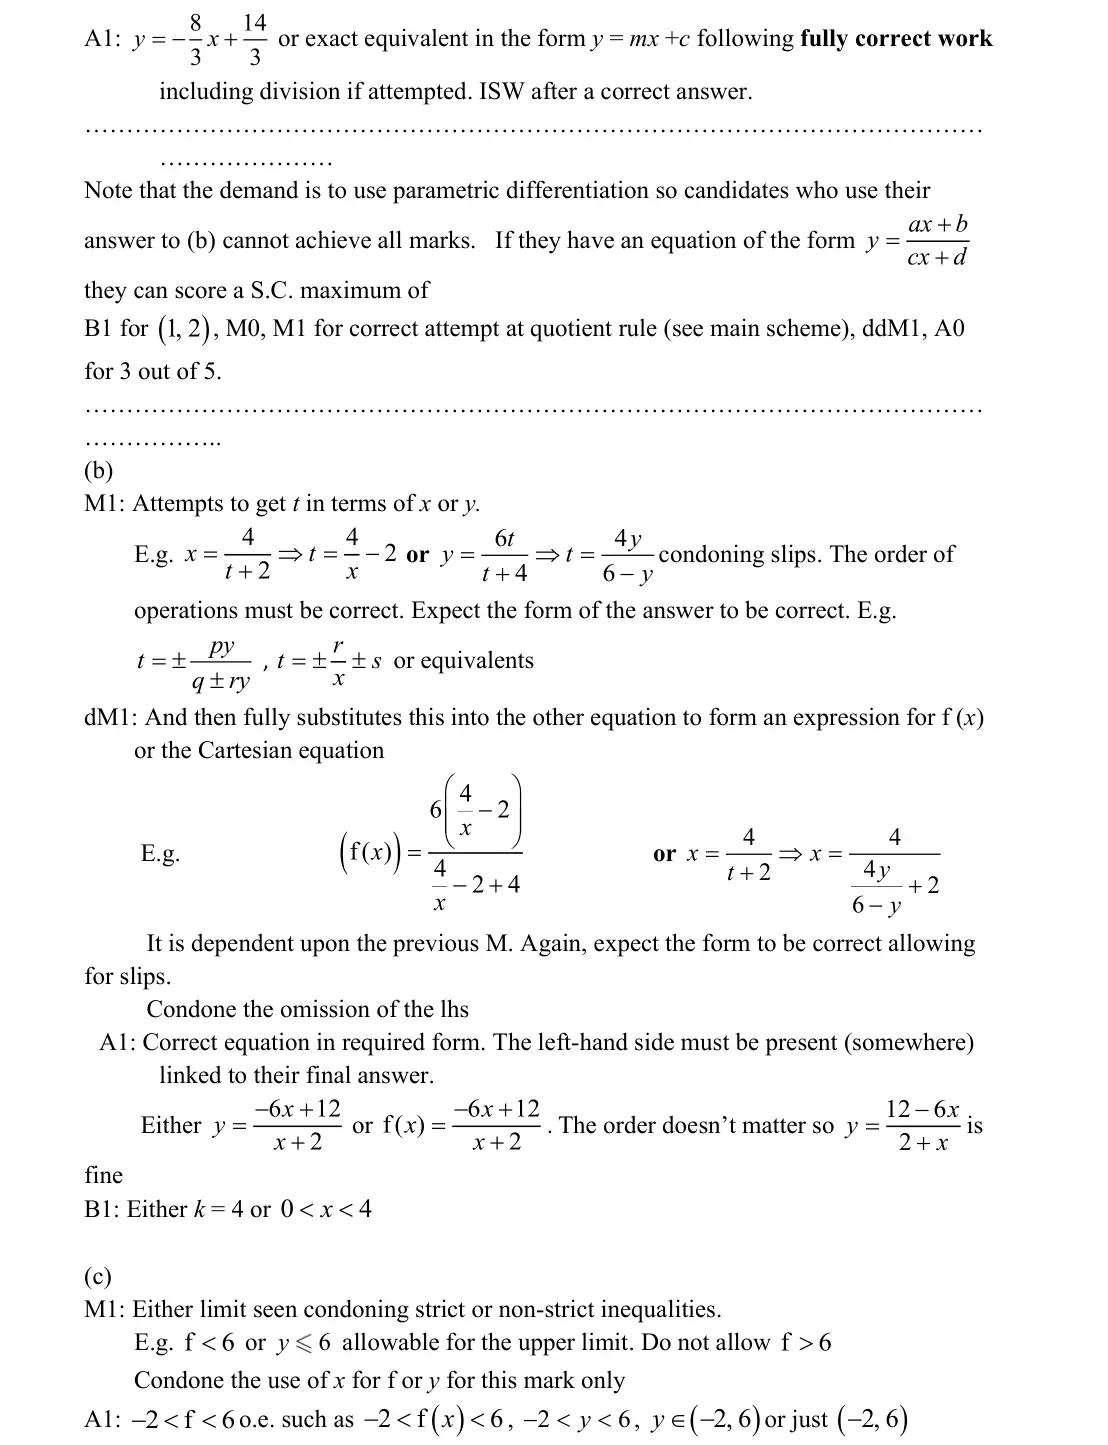 A1: y = −8/3 x + 14/3 or exact equivalent in the form y = mx +c following fully correct work
including division if attempted. ISW after a correct answer.
…………………………………………………………………………………………………
…………………
Note that the demand is to use parametric differentiation so candidates who use their
answer to (b) cannot achieve all marks. If they have an equation of the form y = (ax + b)/(cx + d)
they can score a S.C. maximum of
B1 for (1, 2), M0, M1 for correct attempt at quotient rule (see main scheme), ddM1, A0
for 3 out of 5.
…………………………………………………………………………………………………
……………..
(b)
M1: Attempts to get t in terms of x or y.
E.g. x = 4/(t + 2) ⇒ t = 4/x − 2 or y = 6t/(t + 4) ⇒ t = 4y/(6 − y) condoning slips. The order of
operations must be correct. Expect the form of the answer to be correct. E.g.
t = ± py/(q ± ry) , t = ± r/x ± s or equivalents
dM1: And then fully substitutes this into the other equation to form an expression for f (x)
or the Cartesian equation
E.g. (f(x)) = 6(4/x − 2)/(4/x − 2 + 4) or x = 4/(t + 2) ⇒ x = 4/(4y/(6 − y) + 2)
It is dependent upon the previous M. Again, expect the form to be correct allowing
for slips.
Condone the omission of the lhs
A1: Correct equation in required form. The left-hand side must be present (somewhere)
linked to their final answer.
Either y = (−6x + 12)/(x + 2) or f(x) = (−6x + 12)/(x + 2) . The order doesn’t matter so y = (12 − 6x)/(2 + x) is
fine
B1: Either k = 4 or 0 < x < 4
(c)
M1: Either limit seen condoning strict or non-strict inequalities.
E.g. f < 6 or y ⩽ 6 allowable for the upper limit. Do not allow f > 6
Condone the use of x for f or y for this mark only
A1: −2 < f < 6 o.e. such as −2 < f(x) < 6, −2 < y < 6, y ∈ (−2, 6) or just (−2, 6)